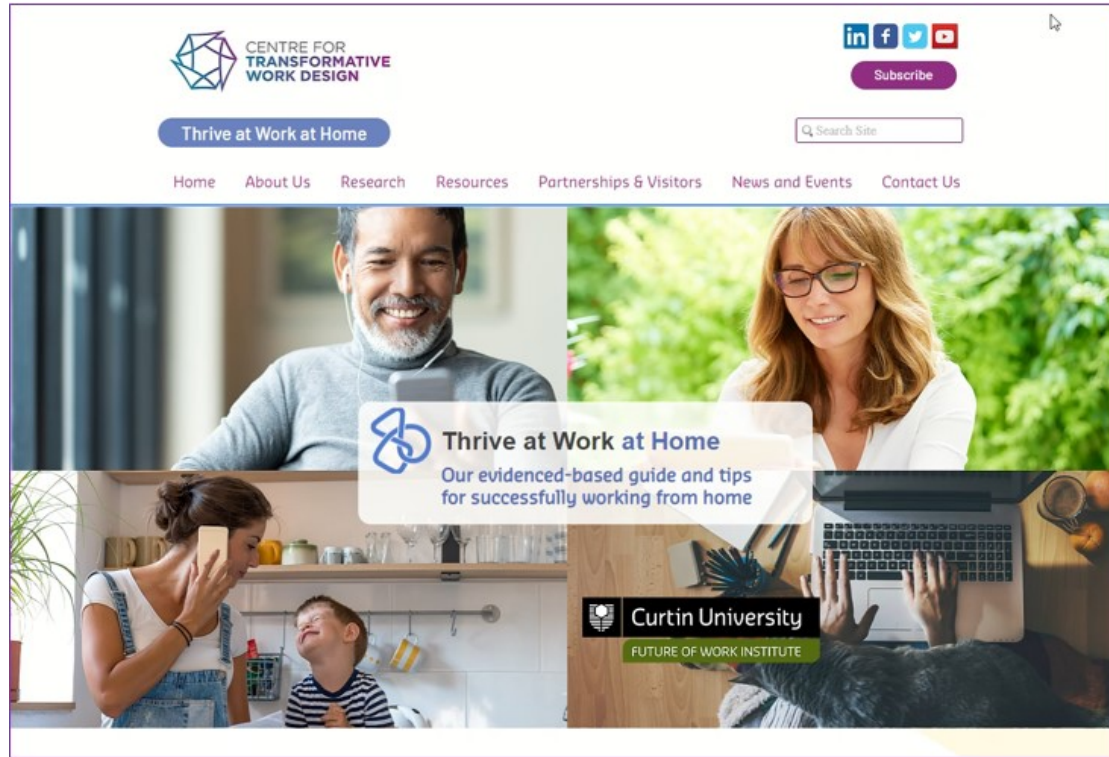 CENTRE FOR
TRANSFORMATIVE
WORK DESIGN
in f
Subscribe
Thrive at Work at Home
Search Site
Home About Us Research Resources Partnerships & Visitors News and Events Contact Us
Thrive at Work at Home
Our evidenced-based guide and tips
for successfully working from home
Curtin University
FUTURE OF WORK INSTITUTE